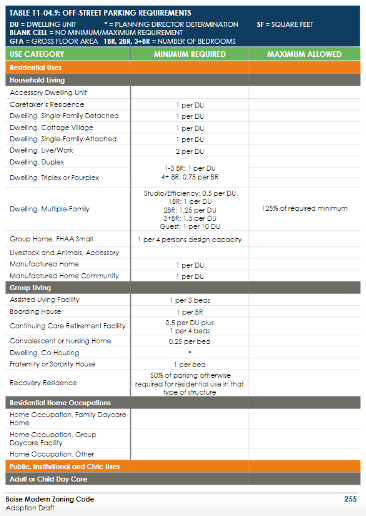 TABLE 11-04.9: OFF-STREET PARKING REQUIREMENTS
DU = DWELLING UNIT * = PLANNING DIRECTOR DETERMINATION SF = SQUARE FEET
BLANK CELL = NO MINIMUM/MAXIMUM REQUIREMENT
GFA = GROSS FLOOR AREA 1BR, 2BR, 3+BR = NUMBER OF BEDROOMS
USE CATEGORY MINIMUM REQUIRED MAXIMUM ALLOWED
Residential Uses
Household Living
Accessory Dwelling Unit
Caretaker's Residence 1 per DU
Dwelling, Single-Family Detached 1 per DU
Dwelling, Cottage Village 1 per DU
Dwelling, Single-Family Attached 1 per DU
Dwelling, Live/Work 2 per DU
Dwelling, Duplex
Dwelling, Triplex or Fourplex
1-3 BR: 1 per DU
4+ BR: 0.75 per BR
Dwelling, Multiple-Family
Studio/Efficiency: 0.5 per DU
1BR: 1 per DU
2BR: 1.25 per DU
3+BR: 1.5 per DU
Guest: 1 per 10 DU
125% of required minimum
Group Home, FHAA Small 1 per 4 persons design capacity
Livestock and Animals, Accessory
Manufactured Home 1 per DU
Manufactured Home Community 1 per DU
Group Living
Assisted Living Facility 1 per 3 beds
Boarding House 1 per BR
Continuing Care Retirement Facility
0.5 per DU plus
1 per 4 beds
Convalescent or Nursing Home 0.25 per bed
Dwelling, Co-Housing *
Fraternity or Sorority House 1 per bed
Recovery Residence
50% of parking otherwise
required for residential use in that
type of structure
Residential Home Occupations
Home Occupation, Family Daycare
Home
Home Occupation, Group
Daycare Facility
Home Occupation, Other
Public, Institutional and Civic Uses
Adult or Child Day Care
Boise Modern Zoning Code 255
Adoption Draft